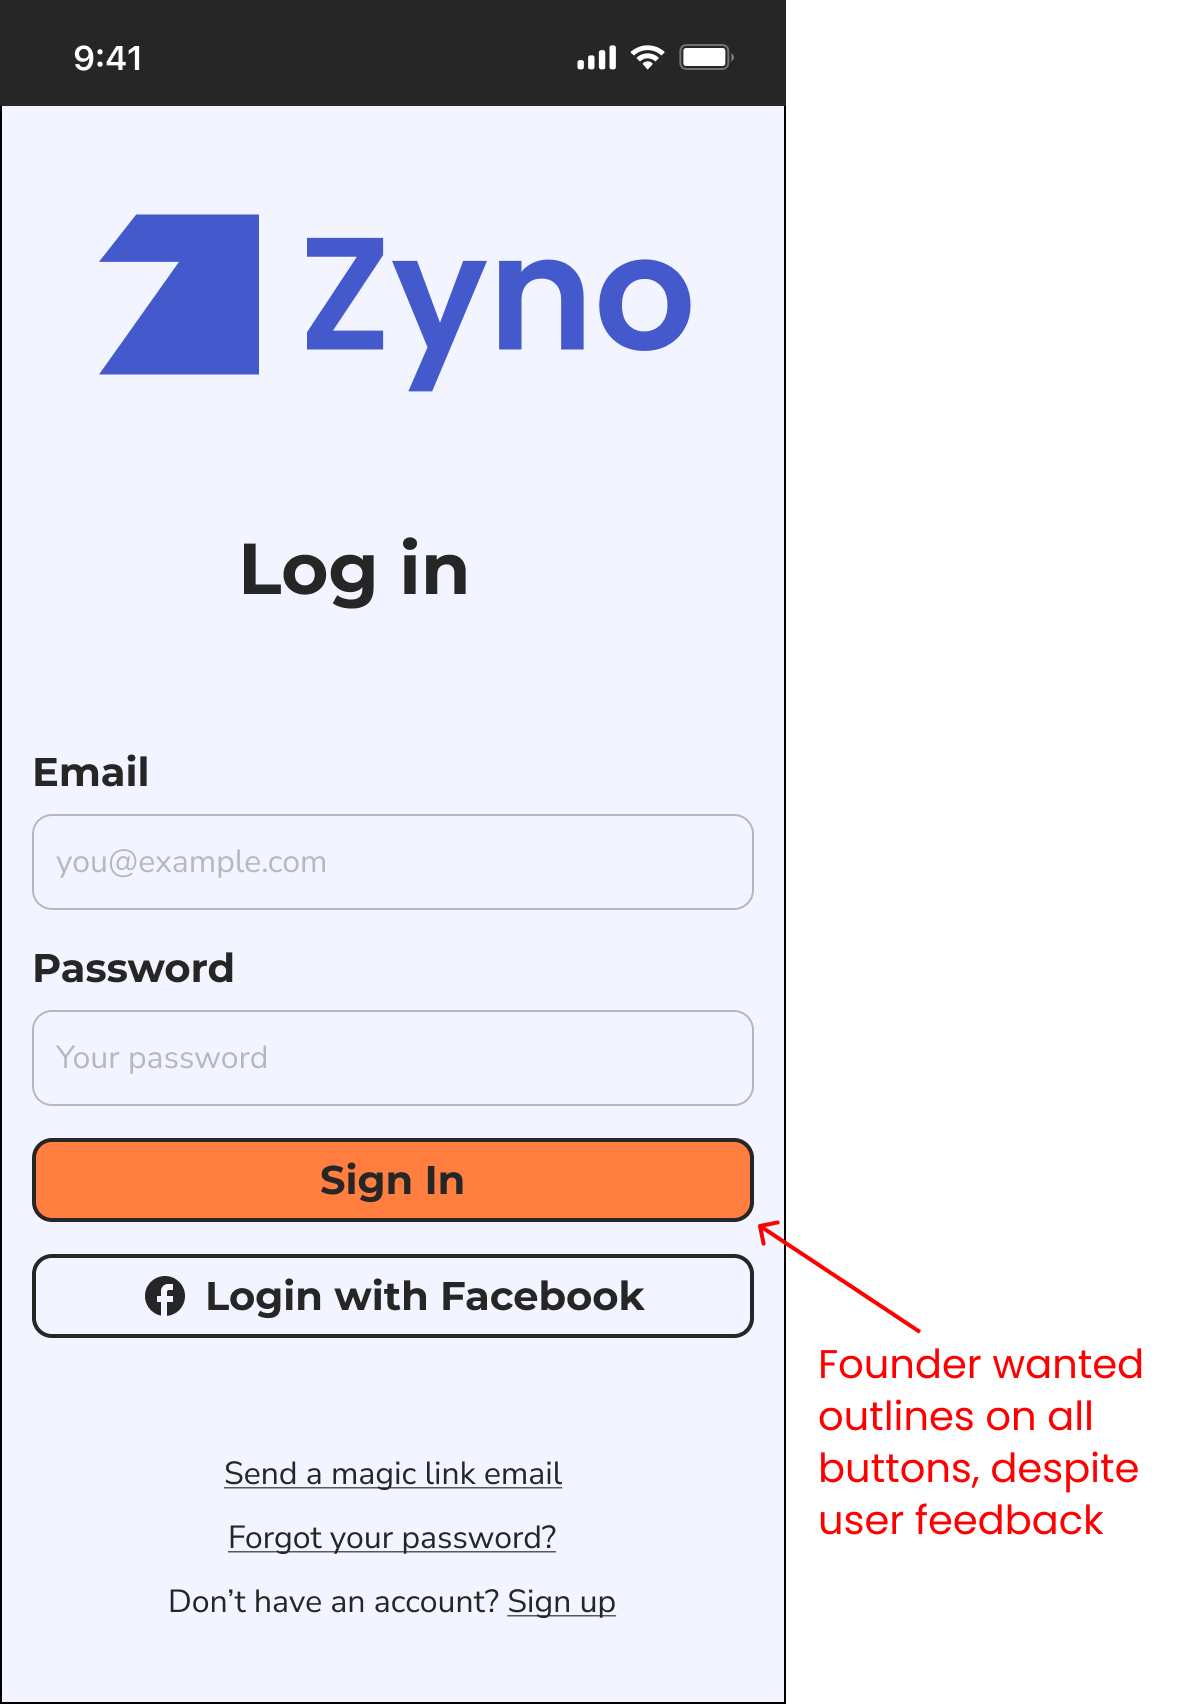 9:41
Zyno
Log in
Email
you@example.com
Password
Your password
Sign In
Login with Facebook
Founder wanted
outlines on all
buttons, despite
user feedback
Send a magic link email
Forgot your password?
Don’t have an account? Sign up